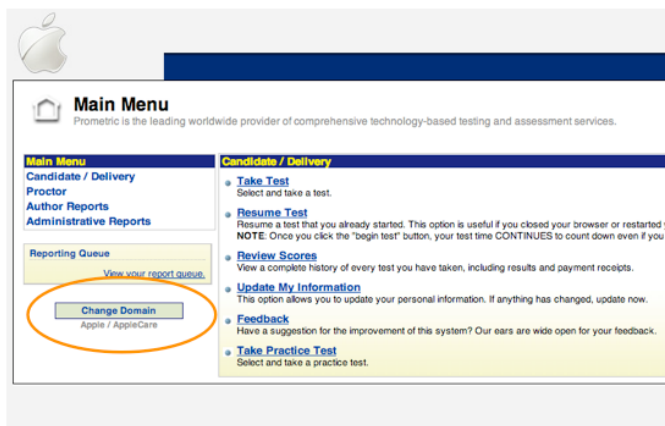 Main Menu
Prometric is the leading worldwide provider of comprehensive technology-based testing and assessment services.
Main Menu
Candidate / Delivery
Proctor
Author Reports
Administrative Reports
Reporting Queue
View your report queue.
Change Domain
Apple / AppleCare
Candidate / Delivery
Take Test
Select and take a test.
Resume Test
Resume a test that you already started. This option is useful if you closed your browser or restarted
NOTE: Once you click the "begin test" button, your test time CONTINUES to count down even if you
Review Scores
View a complete history of every test you have taken, including results and payment receipts.
Update My Information
This option allows you to update your personal information. If anything has changed, update now.
Feedback
Have a suggestion for the improvement of this system? Our ears are wide open for your feedback.
Take Practice Test
Select and take a practice test.